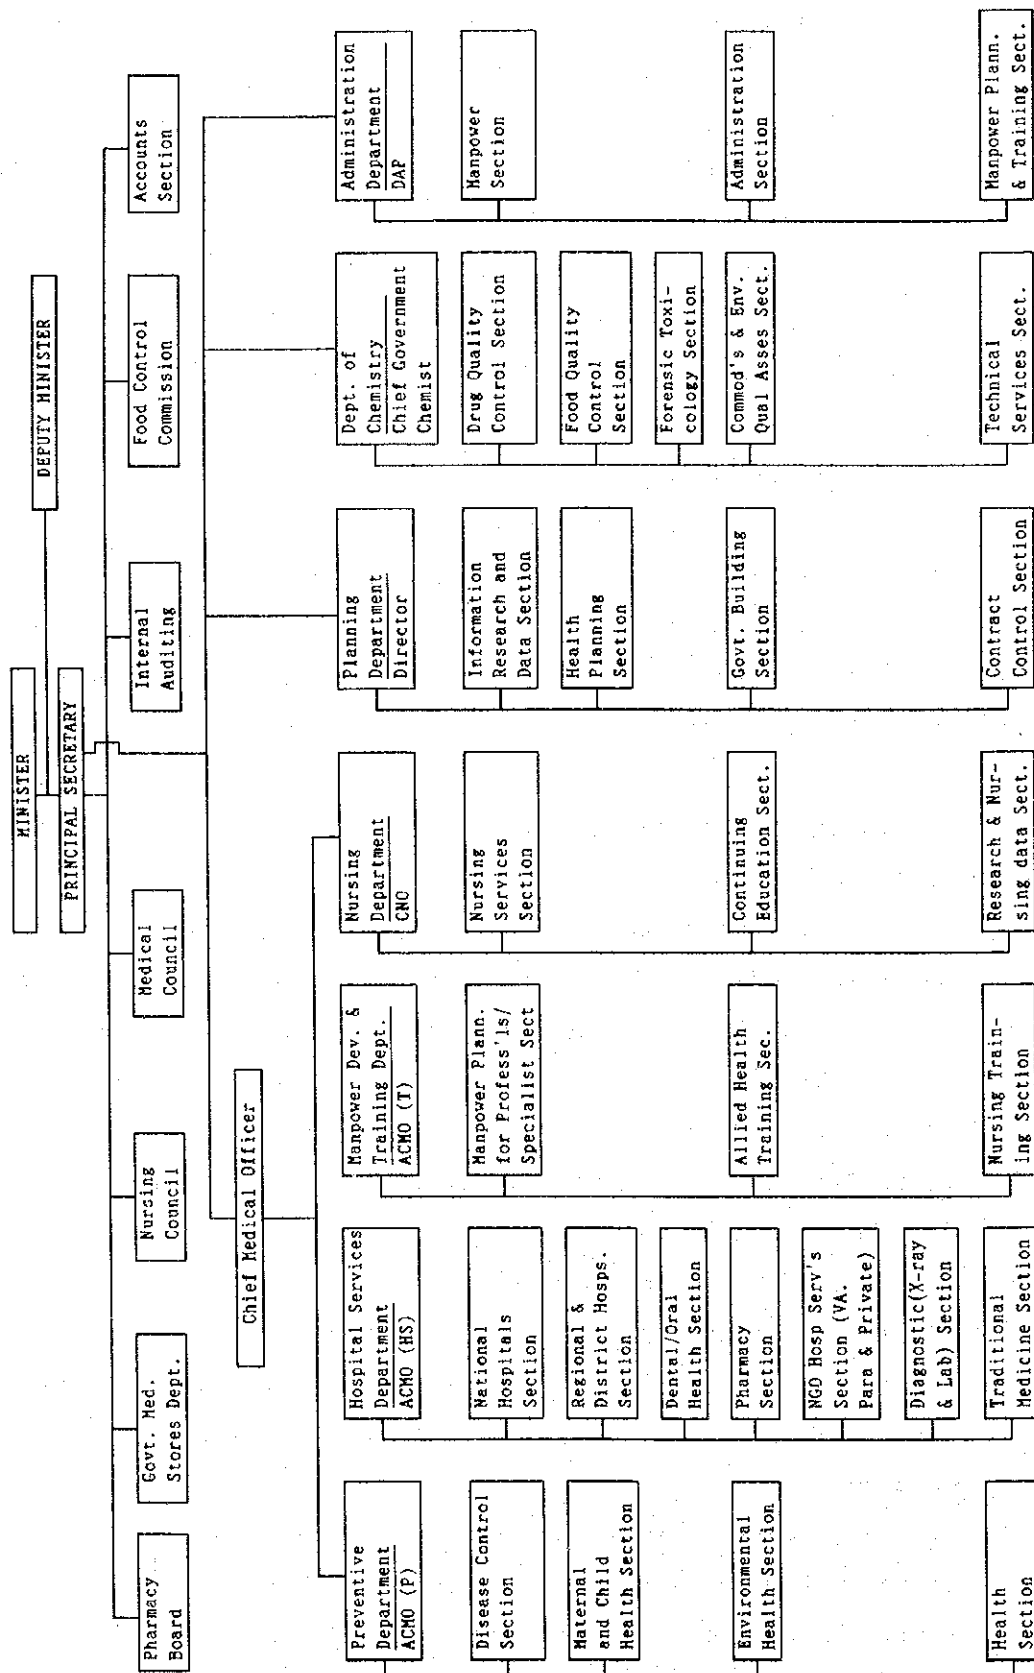 MINISTER
DEPUTY MINISTER
PRINCIPAL SECRETARY
Pharmacy
Board
Govt. Med.
Stores Dept.
Nursing
Council
Medical
Council
Internal
Auditing
Food Control
Commission
Accounts
Section
Chief Medical Officer
Preventive
Department
ACMO (P)
Disease Control
Section
Maternal
and Child
Health Section
Environmental
Health Section
Health
Section
Hospital Services
Department
ACMO (HS)
National
Hospitals
Section
Regional &
District Hosps.
Section
Dental/Oral
Health Section
Pharmacy
Section
NGO Hosp Serv's
Section (VA.
Para & Private)
Diagnostic(X-ray
& Lab) Section
Traditional
Medicine Section
Manpower Dev. &
Training Dept.
ACMO (T)
Manpower Plann.
for Profess'ls/
Specialist Sect
Allied Health
Training Sec.
Nursing Train-
ing Section
Nursing
Department
CNO
Nursing
Services
Section
Continuing
Education Sect.
Research & Nur-
sing data Sect.
Planning
Department
Director
Information
Research and
Data Section
Health
Planning
Section
Govt. Building
Section
Contract
Control Section
Dept. of
Chemistry
Chief Government
Chemist
Drug Quality
Control Section
Food Quality
Control
Section
Forensic Toxi-
cology Section
Commod's & Env.
Qual Asses Sect.
Technical
Services Sect.
Administration
Department
DAP
Manpower
Section
Administration
Section
Manpower Plann.
& Training Sect.